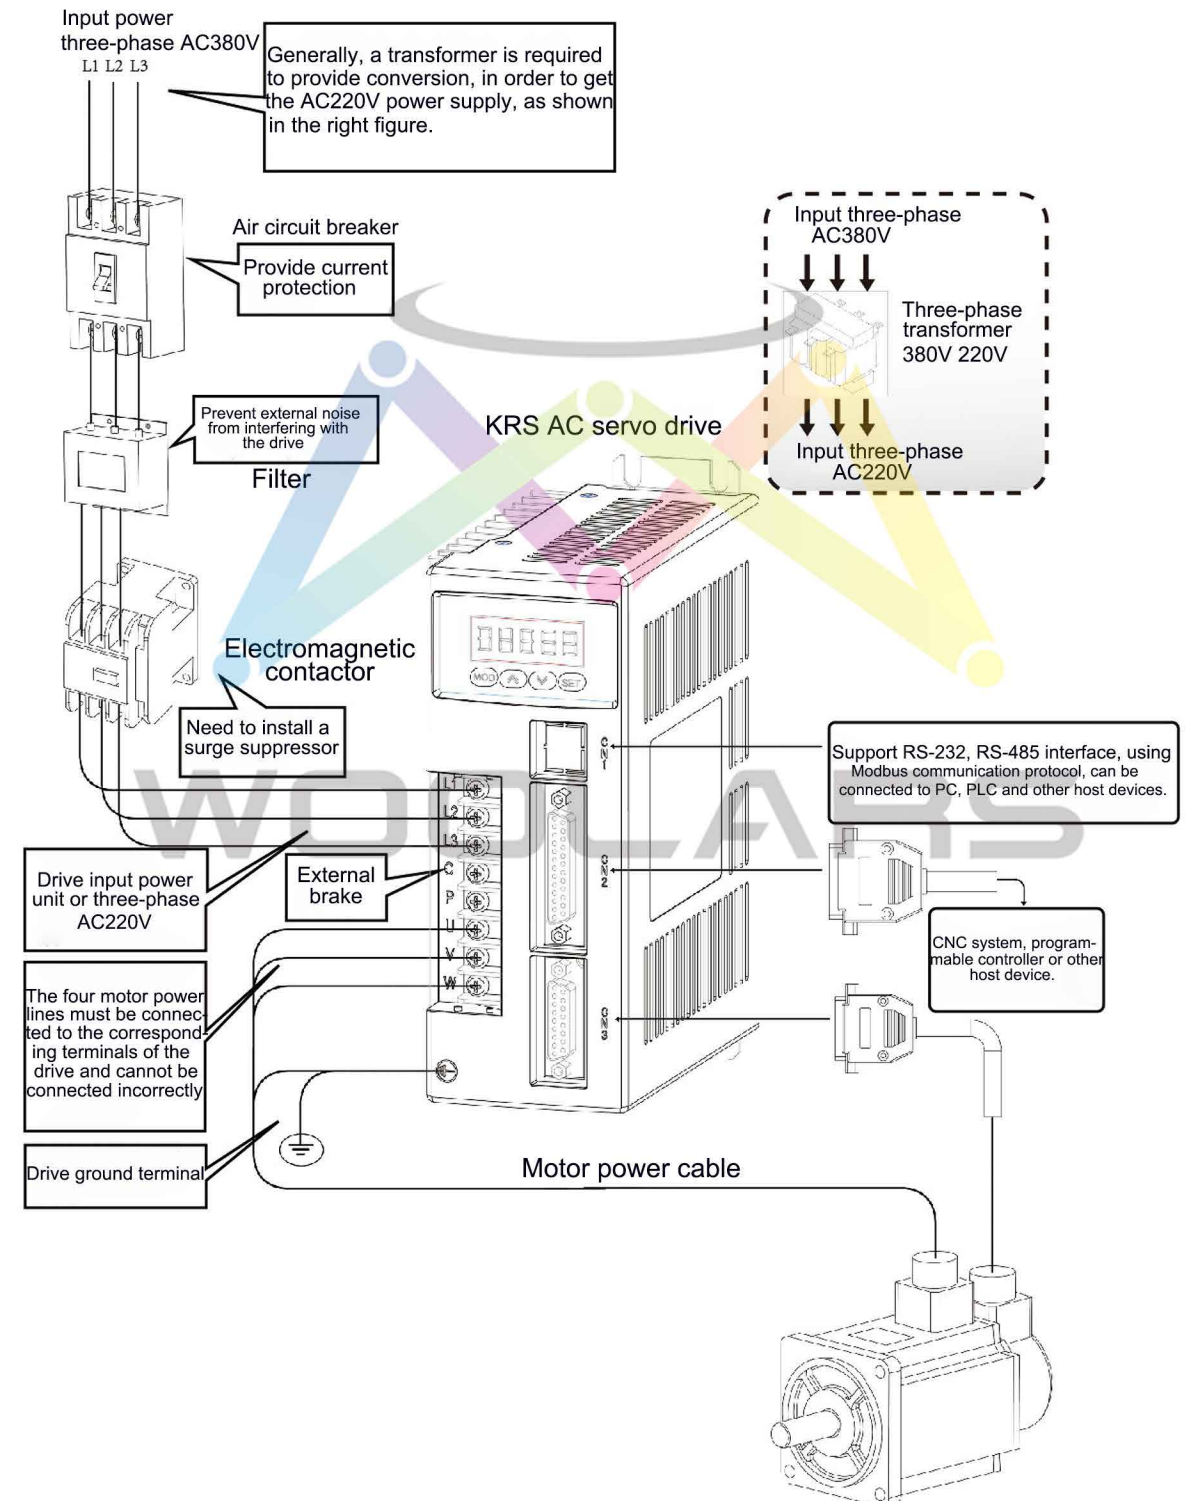 Input power
three-phase AC380V
L1 L2 L3
Generally, a transformer is required
to provide conversion, in order to get
the AC220V power supply, as shown
in the right figure.
Air circuit breaker
Provide current
protection
Input three-phase
AC380V
Three-phase
transformer
380V 220V
Input three-phase
AC220V
Prevent external noise
from interfering with
the drive
Filter
KRS AC servo drive
MOD
SET
Electromagnetic
contactor
Need to install a
surge suppressor
CN1
Support RS-232, RS-485 interface, using
Modbus communication protocol, can be
connected to PC, PLC and other host devices.
WOOLARS
L1
L2
L3
C
P
U
V
W
Drive input power
unit or three-phase
AC220V
External
brake
CN2
CNC system, program-
mable controller or other
host device.
The four motor power
lines must be connec-
ted to the correspond-
ing terminals of the
drive and cannot be
connected incorrectly
CN3
Drive ground terminal
Motor power cable